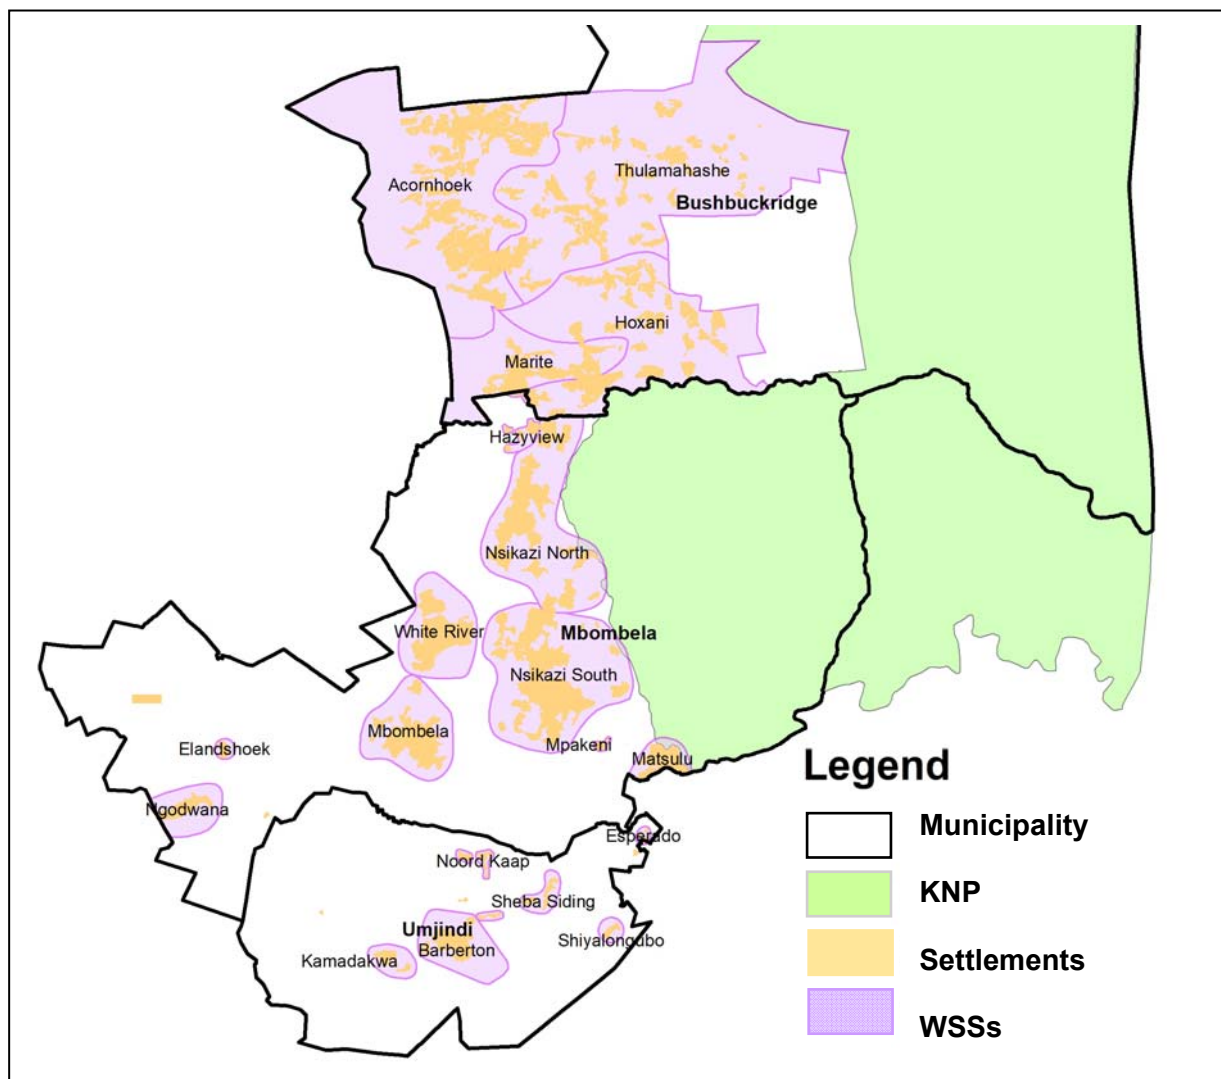 Thulamahashe
Acornhoek
Bushbuckridge
Hoxani
Marite
Hazyview
Nsikazi North
White River
Mbombela
Nsikazi South
Mbombela
Mpakeni
Elandshoek
Matsulu
Ngodwana
Esperado
Noord Kaap
Sheba Siding
Umjindi
Shiyalongubo
Barberton
Kamadakwa
Legend
Municipality
KNP
Settlements
WSSs